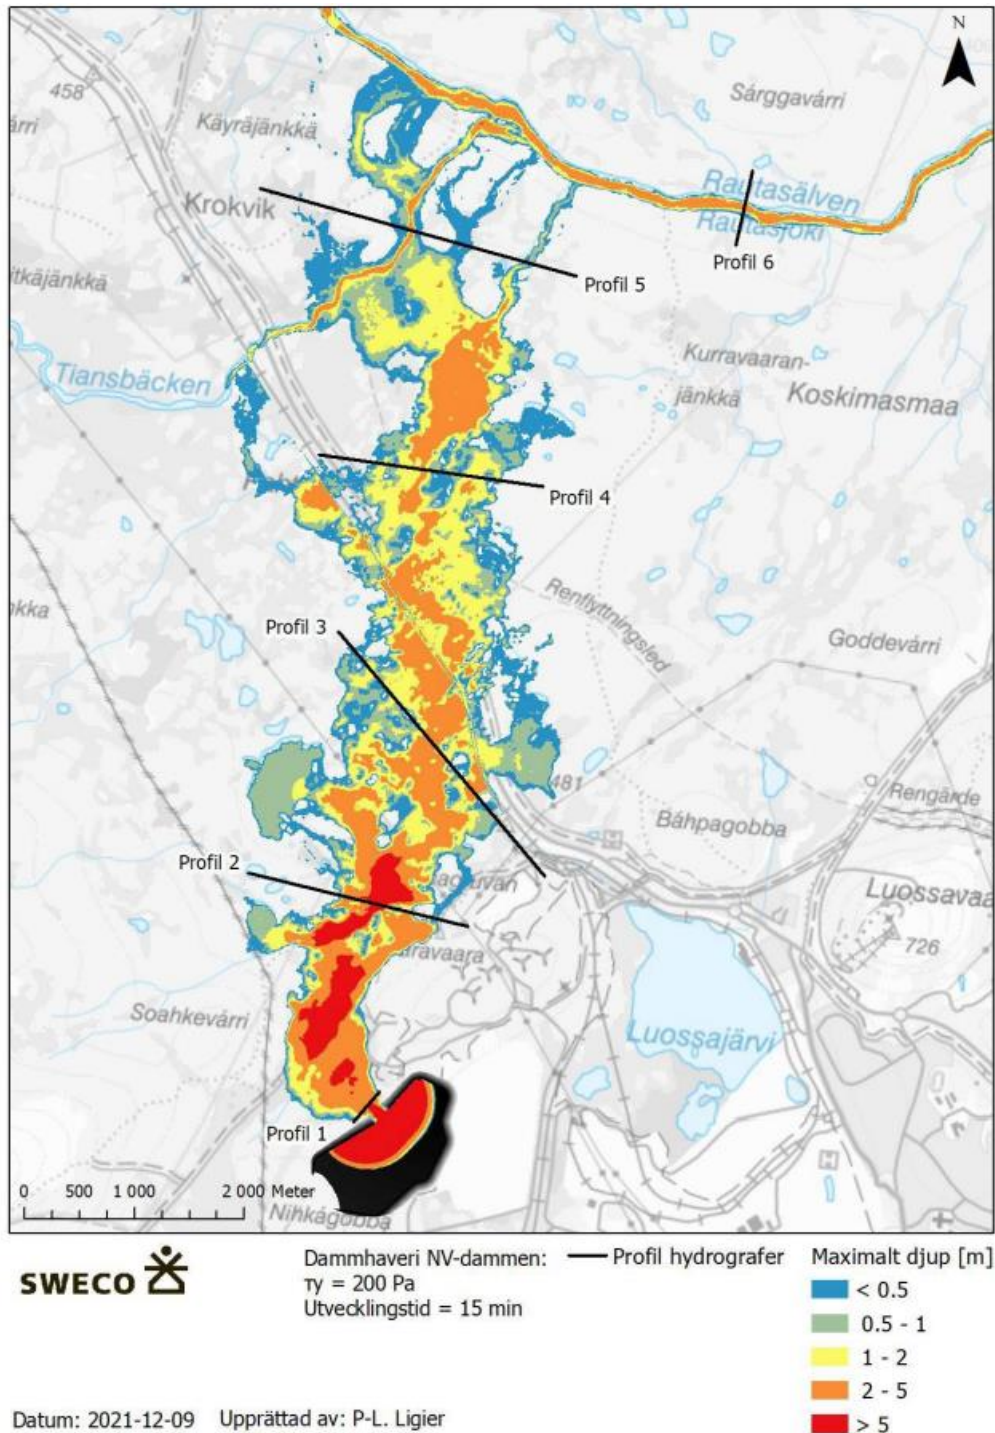 N
458
ärri
Käyräjänkkä
Sárggavárri
Krokvik
Rautasälven
Rautasjoki
Profil 6
Profil 5
itkäjänkkä
Tiansbäcken
Kurravaaran-
jänkkä
Koskimasmaa
Profil 4
Renflyttningsled
nkka
Profil 3
Goddevárri
481
Rengärde
Báhpagobba
Profil 2
Luossavaa
726
aravaara
Soahkevárri
Luossajärvi
Profil 1
0 500 1 000 2 000 Meter
Nihkágobba
SWECO
Dammhaveri NV-dammen:
τy = 200 Pa
Utvecklingstid = 15 min
Profil hydrografer
Maximalt djup [m]
< 0.5
0.5 - 1
1 - 2
2 - 5
> 5
Datum: 2021-12-09 Upprättad av: P-L. Ligier